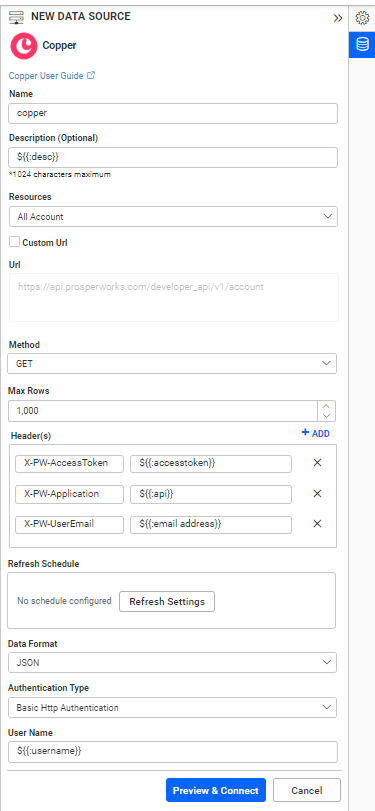 NEW DATA SOURCE
Copper
Copper User Guide
Name
copper
Description (Optional)
${{:desc}}
*1024 characters maximum
Resources
All Account
Custom Url
Url
https://api.prosperworks.com/developer_api/v1/account
Method
GET
Max Rows
1,000
Header(s) + ADD
X-PW-AccessToken ${{:accesstoken}}
X-PW-Application ${{:api}}
X-PW-UserEmail ${{:email address}}
Refresh Schedule
No schedule configured Refresh Settings
Data Format
JSON
Authentication Type
Basic Http Authentication
User Name
${{:username}}
Preview & Connect Cancel